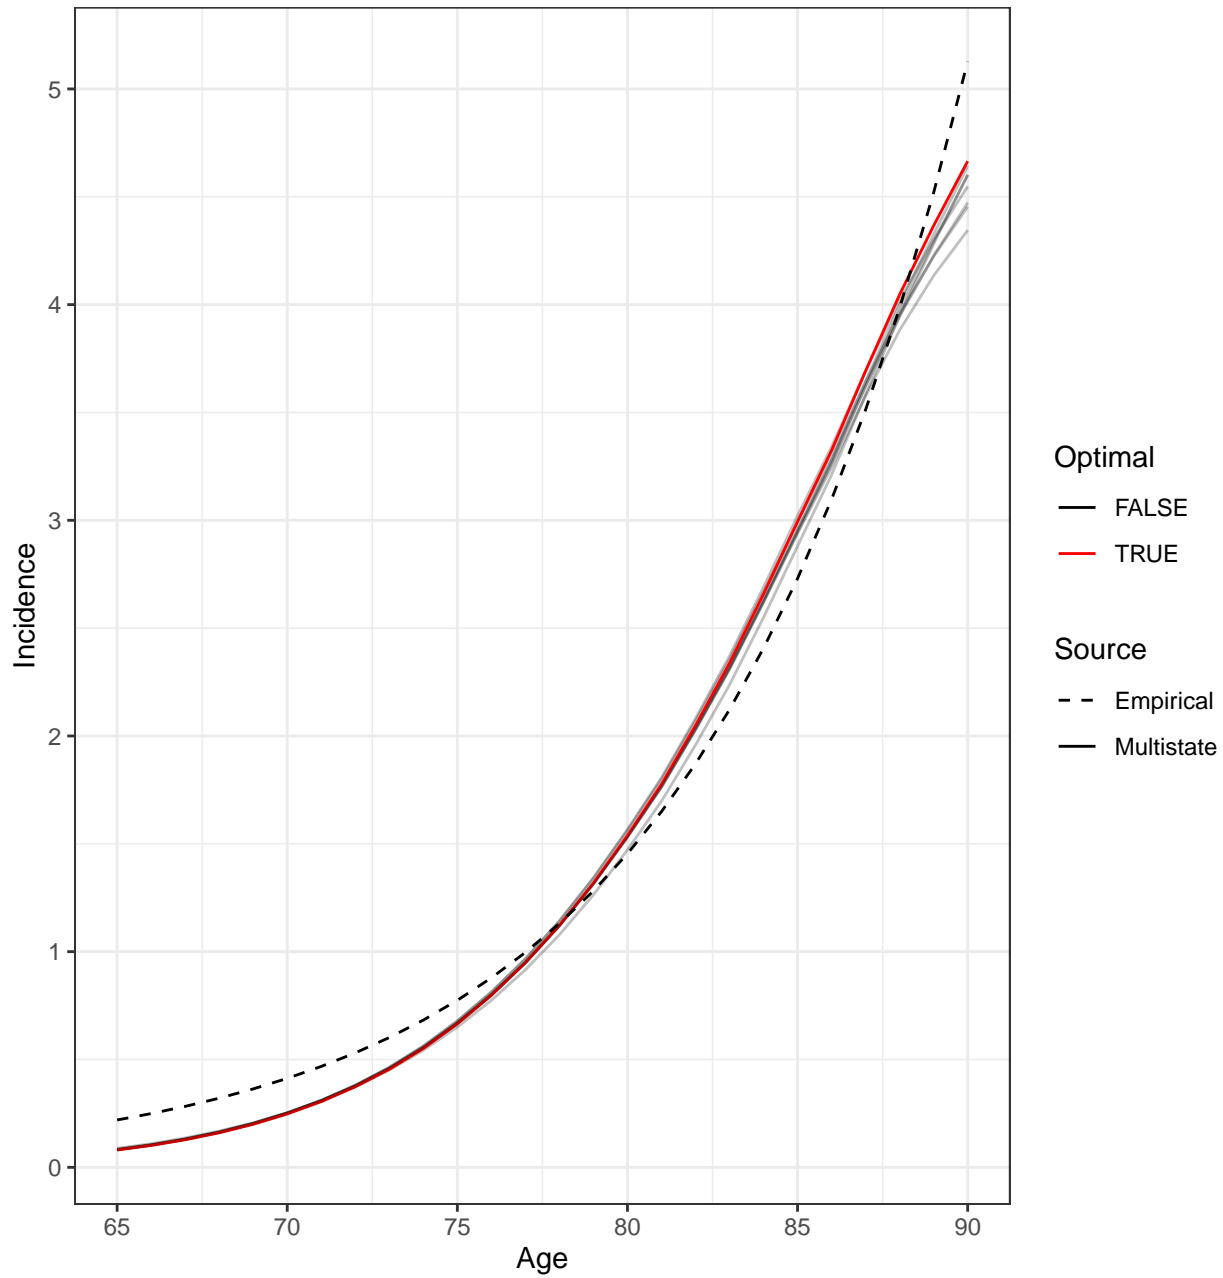 5
4
3
2
1
0
Incidence
65 70 75 80 85 90
Age
Optimal
FALSE
TRUE
Source
Empirical
Multistate